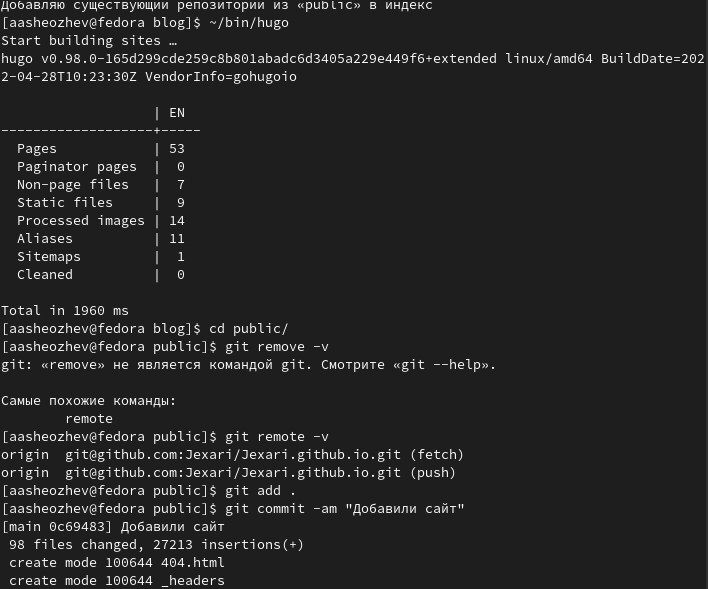 Добавляю существующий репозиторий из «public» в индекс
[aasheozhev@fedora blog]$ ~/bin/hugo
Start building sites …
hugo v0.98.0-165d299cde259c8b801abadc6d3405a229e449f6+extended linux/amd64 BuildDate=202
2-04-28T10:23:30Z VendorInfo=gohugoio
| EN
-------------------+-----
Pages | 53
Paginator pages | 0
Non-page files | 7
Static files | 9
Processed images | 14
Aliases | 11
Sitemaps | 1
Cleaned | 0
Total in 1960 ms
[aasheozhev@fedora blog]$ cd public/
[aasheozhev@fedora public]$ git remove -v
git: «remove» не является командой git. Смотрите «git --help».
Самые похожие команды:
remote
[aasheozhev@fedora public]$ git remote -v
origin git@github.com:Jexari/Jexari.github.io.git (fetch)
origin git@github.com:Jexari/Jexari.github.io.git (push)
[aasheozhev@fedora public]$ git add .
[aasheozhev@fedora public]$ git commit -am "Добавили сайт"
[main 0c69483] Добавили сайт
98 files changed, 27213 insertions(+)
create mode 100644 404.html
create mode 100644 _headers